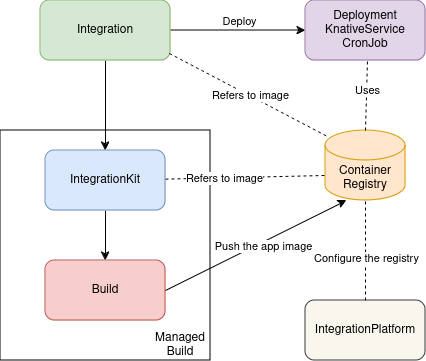 Integration
Deploy
Deployment
KnativeService
CronJob
Refers to image
Uses
IntegrationKit
Refers to image
Container
Registry
Push the app image
Configure the registry
Build
Managed
Build
IntegrationPlatform